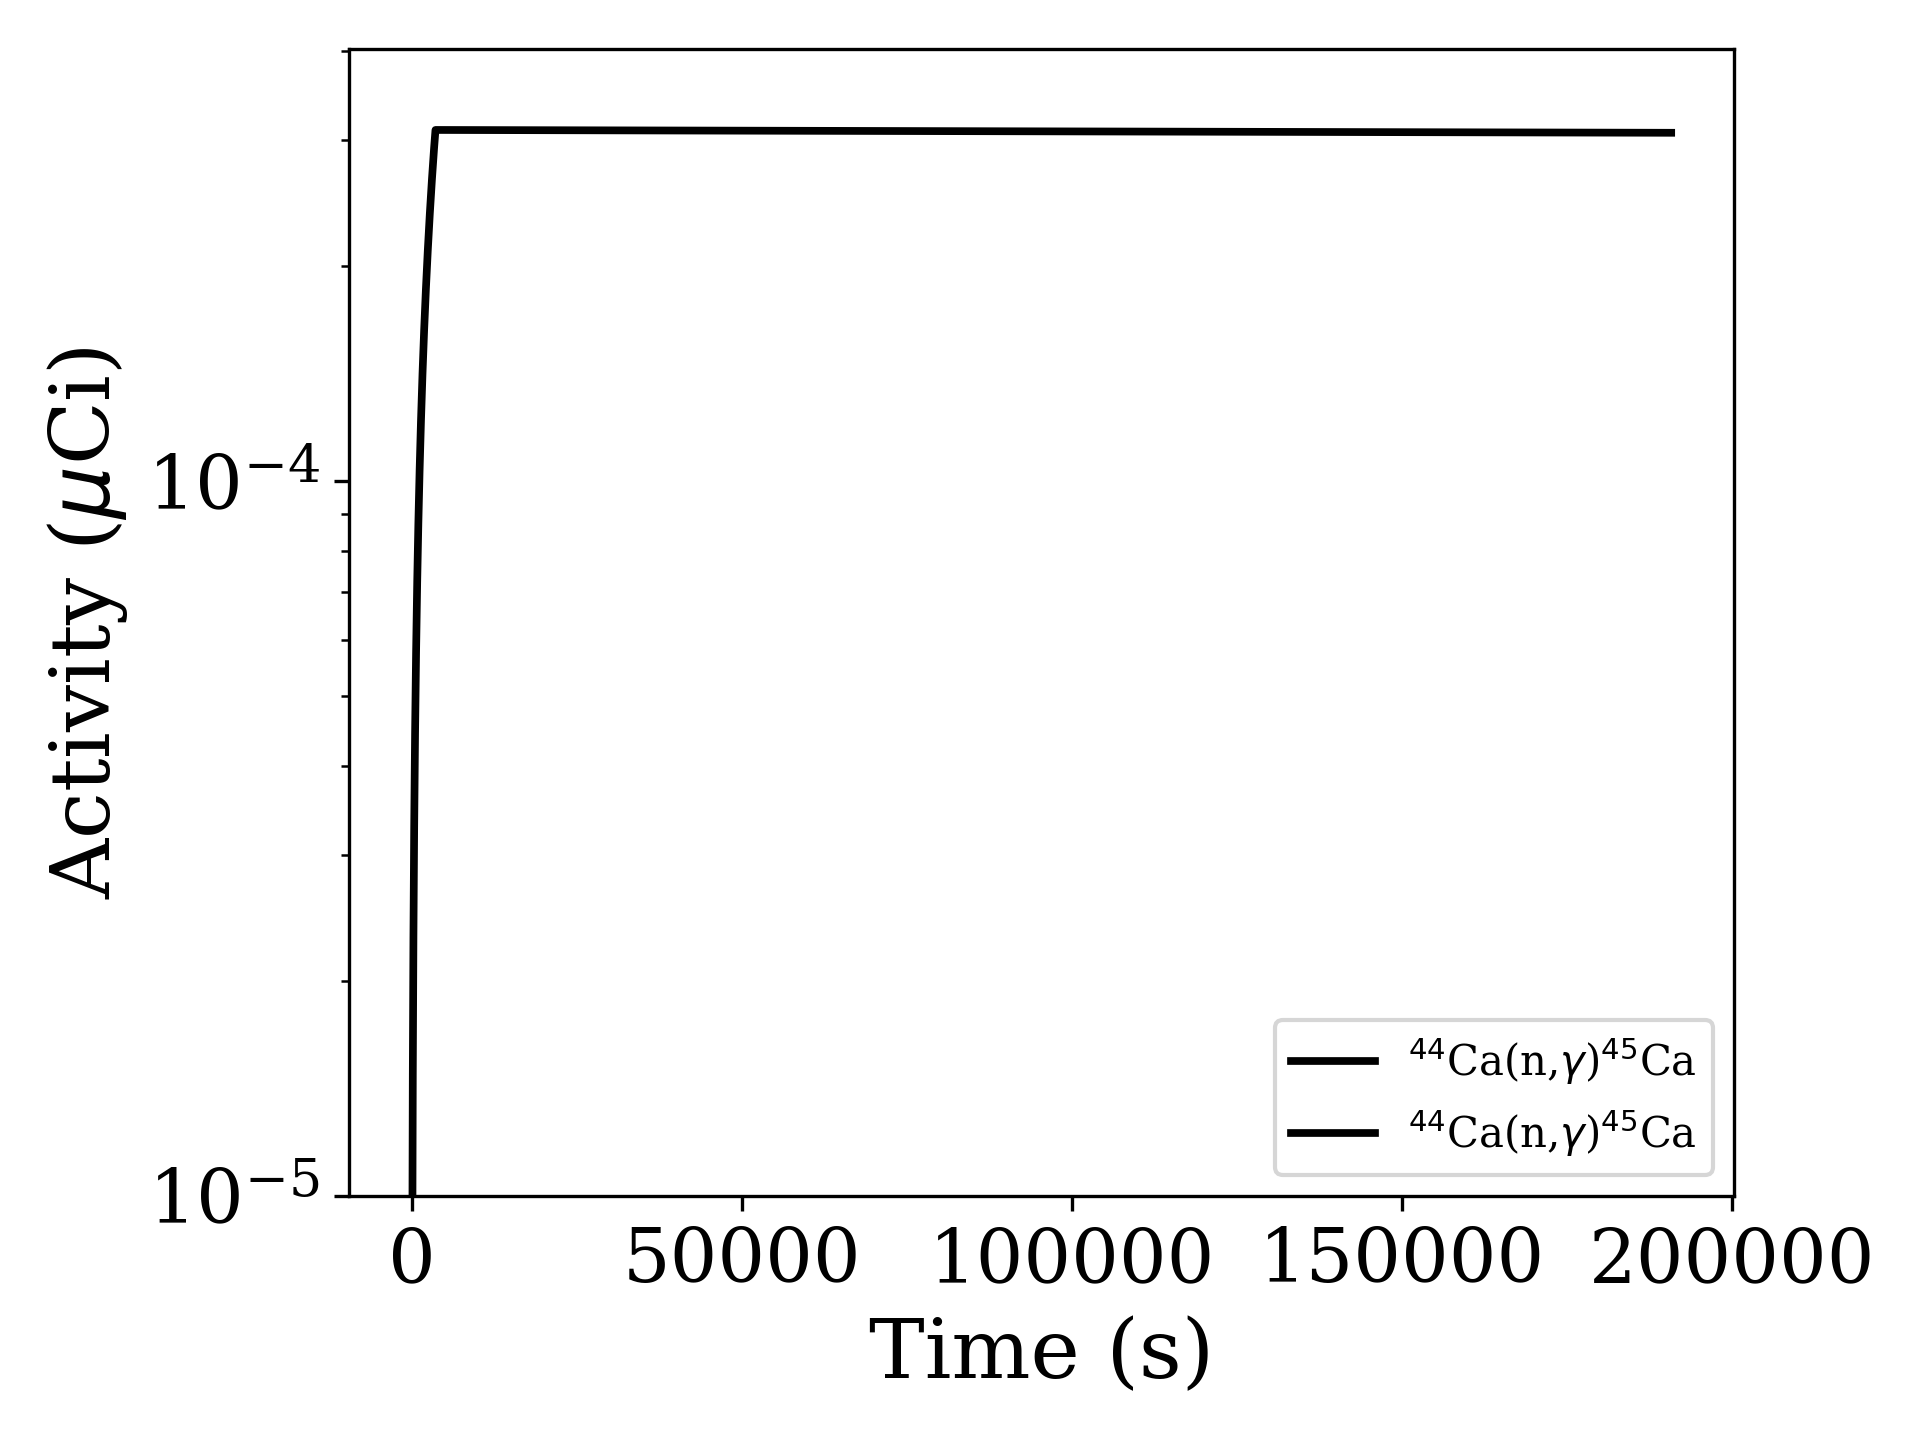 Activity (μCi)
10⁻⁴
10⁻⁵
⁴⁴Ca(n,γ)⁴⁵Ca
⁴⁴Ca(n,γ)⁴⁵Ca
0 50000 100000 150000 200000
Time (s)